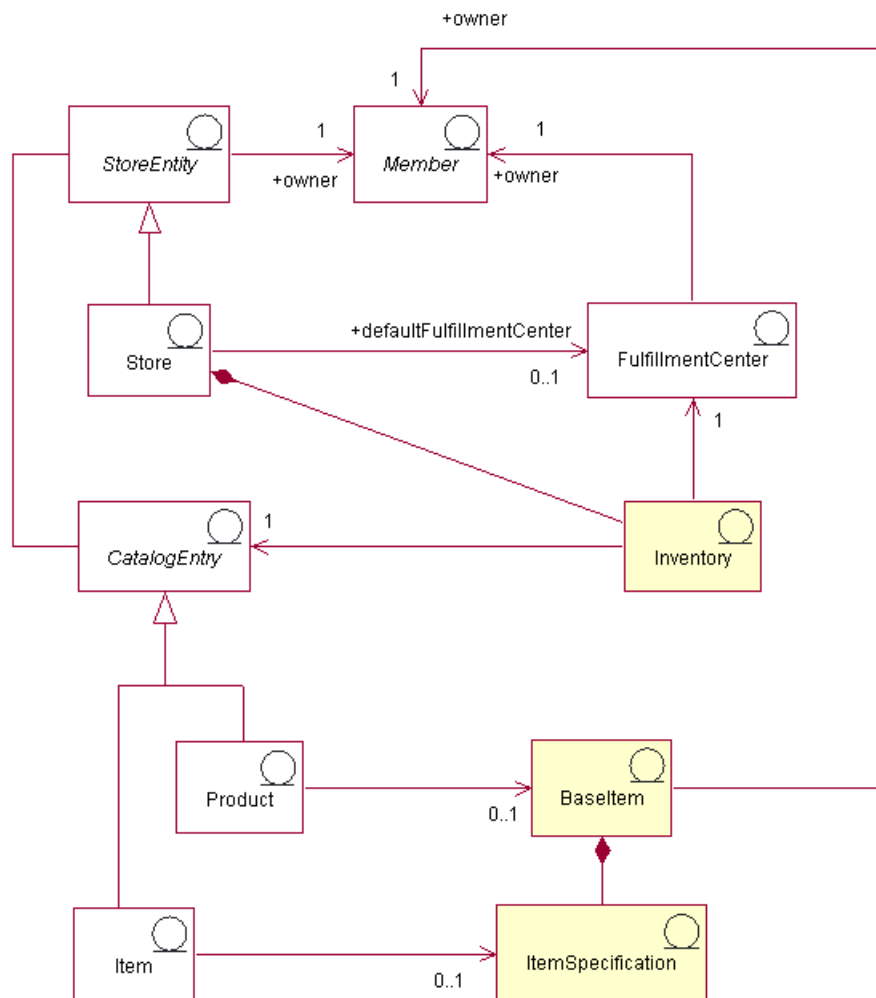 +owner
1
1
1
StoreEntity
Member
+owner
+owner
+defaultFulfillmentCenter
Store
FulfillmentCenter
0..1
1
1
CatalogEntry
Inventory
Product
BaseItem
0..1
Item
ItemSpecification
0..1